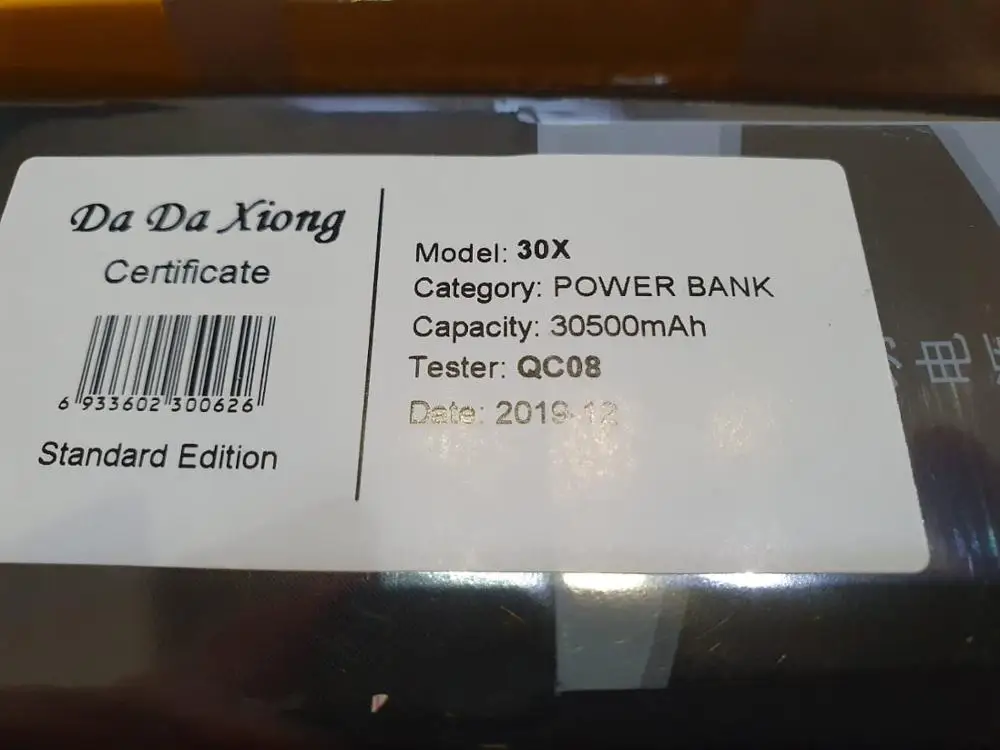 Da Da Xiong
Certificate
6 933602 300626
Standard Edition
Model: 30X
Category: POWER BANK
Capacity: 30500mAh
Tester: QC08
Date: 2019-12
电